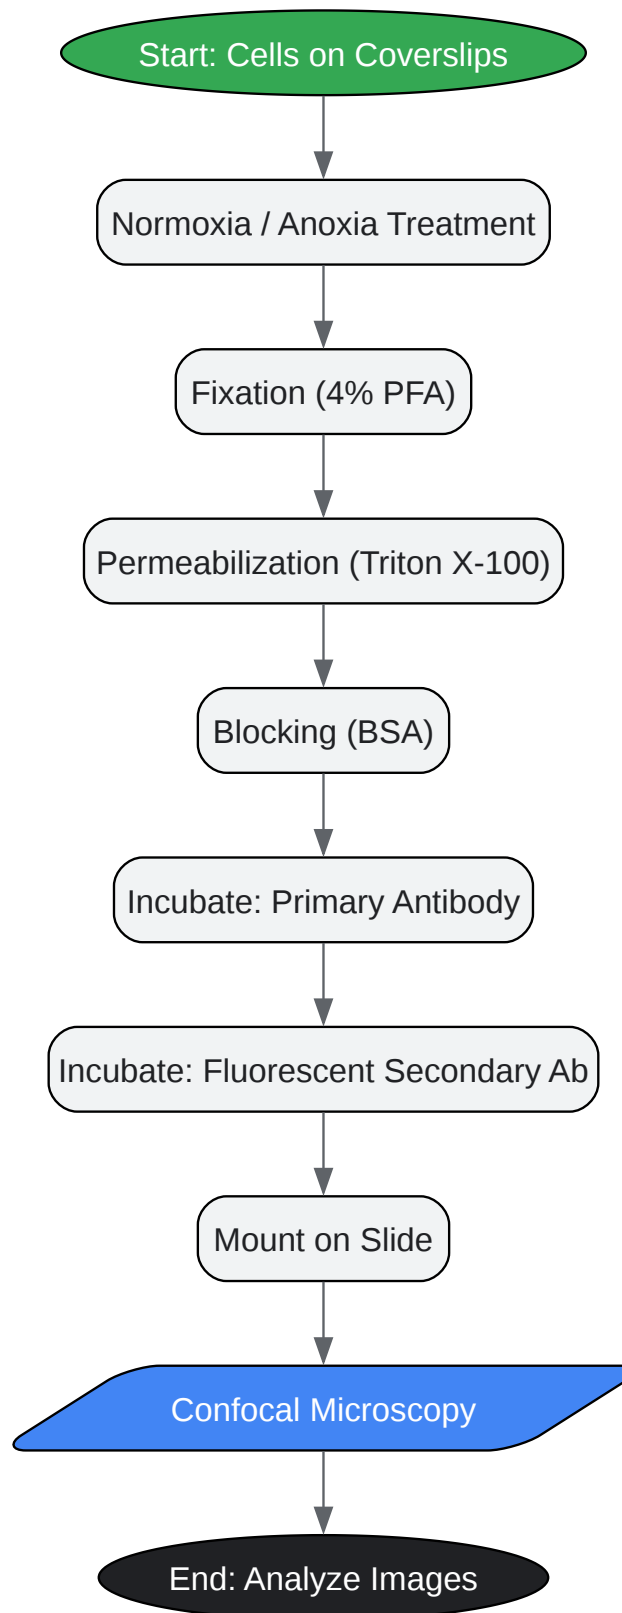 Start: Cells on Coverslips
Normoxia / Anoxia Treatment
Fixation (4% PFA)
Permeabilization (Triton X-100)
Blocking (BSA)
Incubate: Primary Antibody
Incubate: Fluorescent Secondary Ab
Mount on Slide
Confocal Microscopy
End: Analyze Images